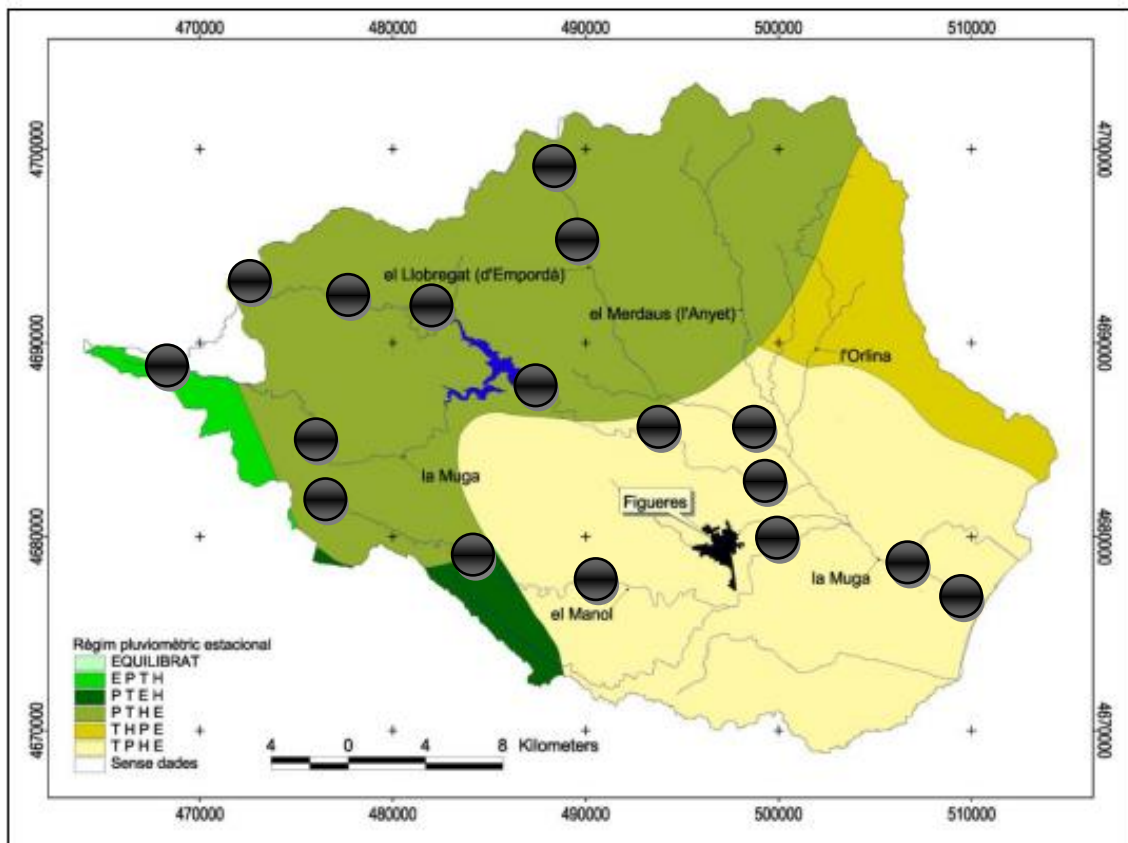 470000 480000 490000 500000 510000
4700000 4700000
el Llobregat (d'Empordà)
el Merdaus (l'Anyet)
4690000 4690000
l'Orlina
la Muga
Figueres
4680000 4680000
la Muga
el Manol
Règim pluviomètric estacional
EQUILIBRAT
E P T H
P T E H
P T H E
T H P E
T P H E
Sense dades
4 0 4 8 Kilometers
4670000 4670000
470000 480000 490000 500000 510000